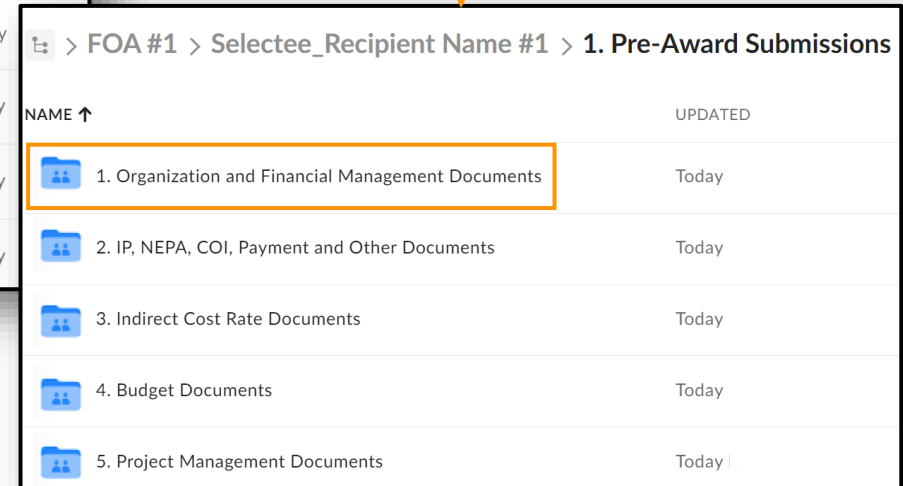 > FOA #1 > Selectee_Recipient Name #1 > 1. Pre-Award Submissions
NAME ↑ UPDATED
1. Organization and Financial Management Documents Today
2. IP, NEPA, COI, Payment and Other Documents Today
3. Indirect Cost Rate Documents Today
4. Budget Documents Today
5. Project Management Documents Today